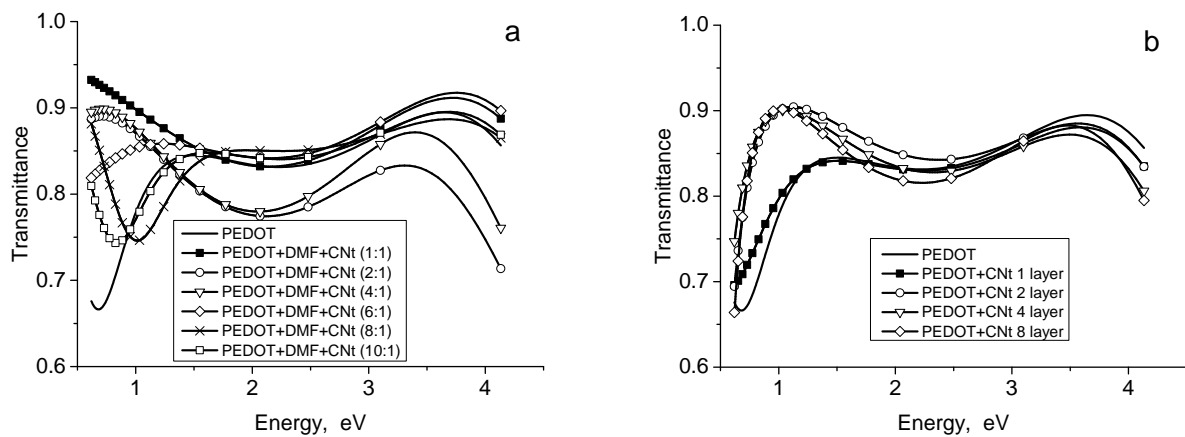 a
1.0
0.9
0.8
0.7
0.6
Transmittance
1 2 3 4
Energy, eV
PEDOT
PEDOT+DMF+CNt (1:1)
PEDOT+DMF+CNt (2:1)
PEDOT+DMF+CNt (4:1)
PEDOT+DMF+CNt (6:1)
PEDOT+DMF+CNt (8:1)
PEDOT+DMF+CNt (10:1)
b
1.0
0.9
0.8
0.7
0.6
Transmittance
1 2 3 4
Energy, eV
PEDOT
PEDOT+CNt 1 layer
PEDOT+CNt 2 layer
PEDOT+CNt 4 layer
PEDOT+CNt 8 layer